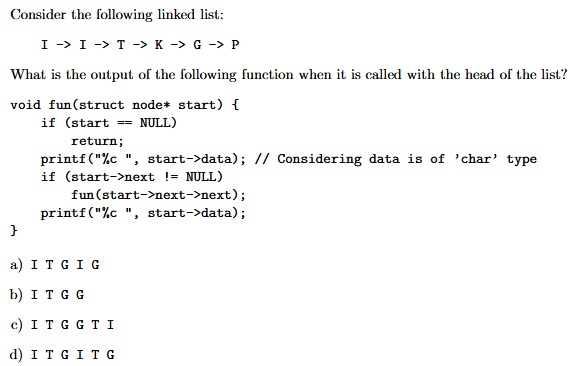 Consider the following linked list:
I -> I -> T -> K -> G -> P
What is the output of the following function when it is called with the head of the list?
void fun(struct node* start) {
if (start == NULL)
return;
printf("%c ", start->data); // Considering data is of 'char' type
if (start->next != NULL)
fun(start->next->next);
printf("%c ", start->data);
}
a) I T G I G
b) I T G G
c) I T G G T I
d) I T G I T G